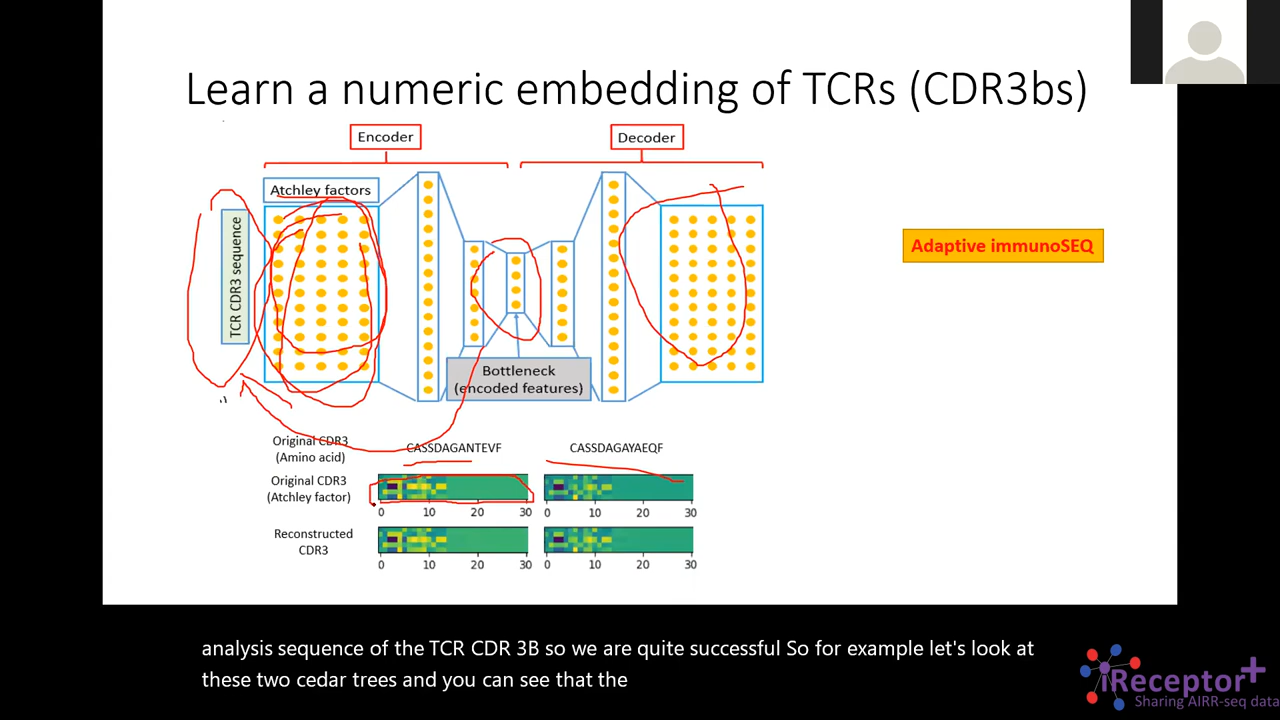 Learn a numeric embedding of TCRs (CDR3bs)
Encoder
Decoder
Atchley factors
TCR CDR3 sequence
Adaptive immunoSEQ
Bottleneck
(encoded features)
Original CDR3
(Amino acid)
CASSDAGANTEVF
CASSDAGAYAEQF
Original CDR3
(Atchley factor)
0 10 20 30
0 10 20 30
Reconstructed
CDR3
0 10 20 30
0 10 20 30
analysis sequence of the TCR CDR 3B so we are quite successful So for example let's look at
these two cedar trees and you can see that the
iReceptor+
Sharing AIRR-seq data